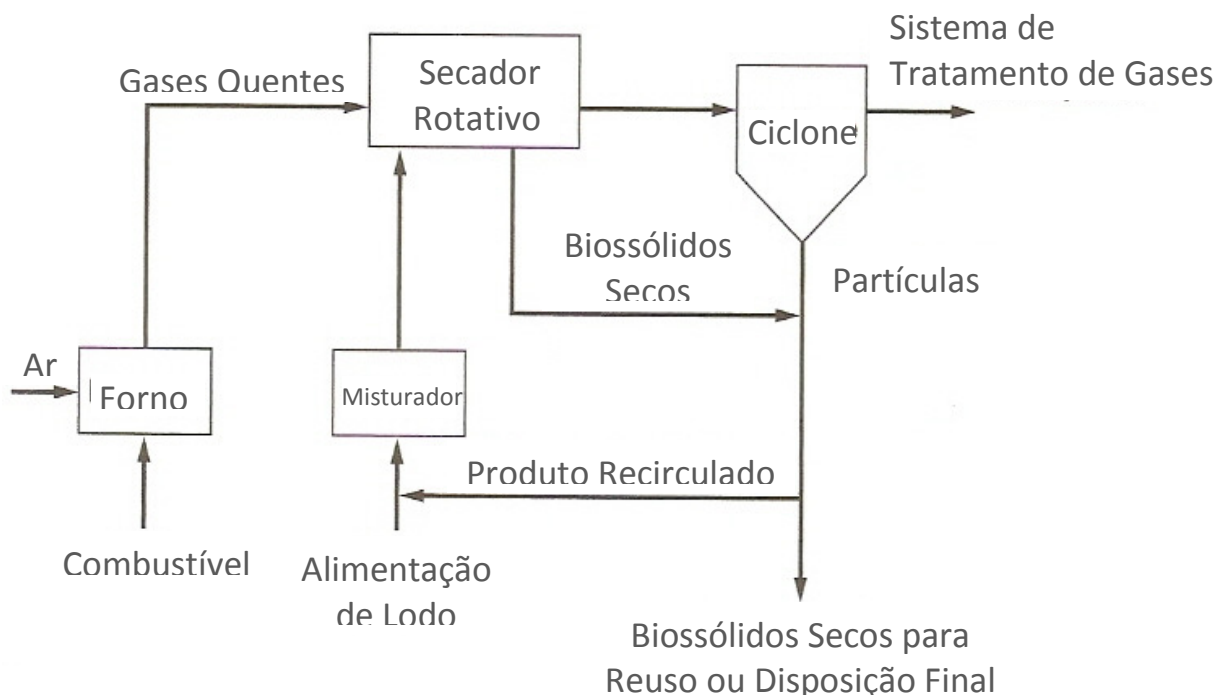 Sistema de
Tratamento de Gases
Gases Quentes
Secador
Rotativo
Ciclone
Biossólidos
Secos
Partículas
Ar
Forno
Misturador
Produto Recirculado
Combustível
Alimentação
de Lodo
Biossólidos Secos para
Reuso ou Disposição Final